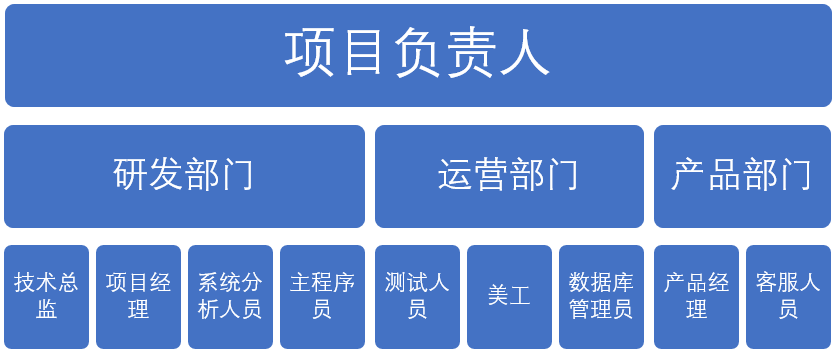 项目负责人
研发部门
运营部门
产品部门
技术总
监
项目经
理
系统分
析人员
主程序
员
测试人
员
美工
数据库
管理员
产品经
理
客服人
员